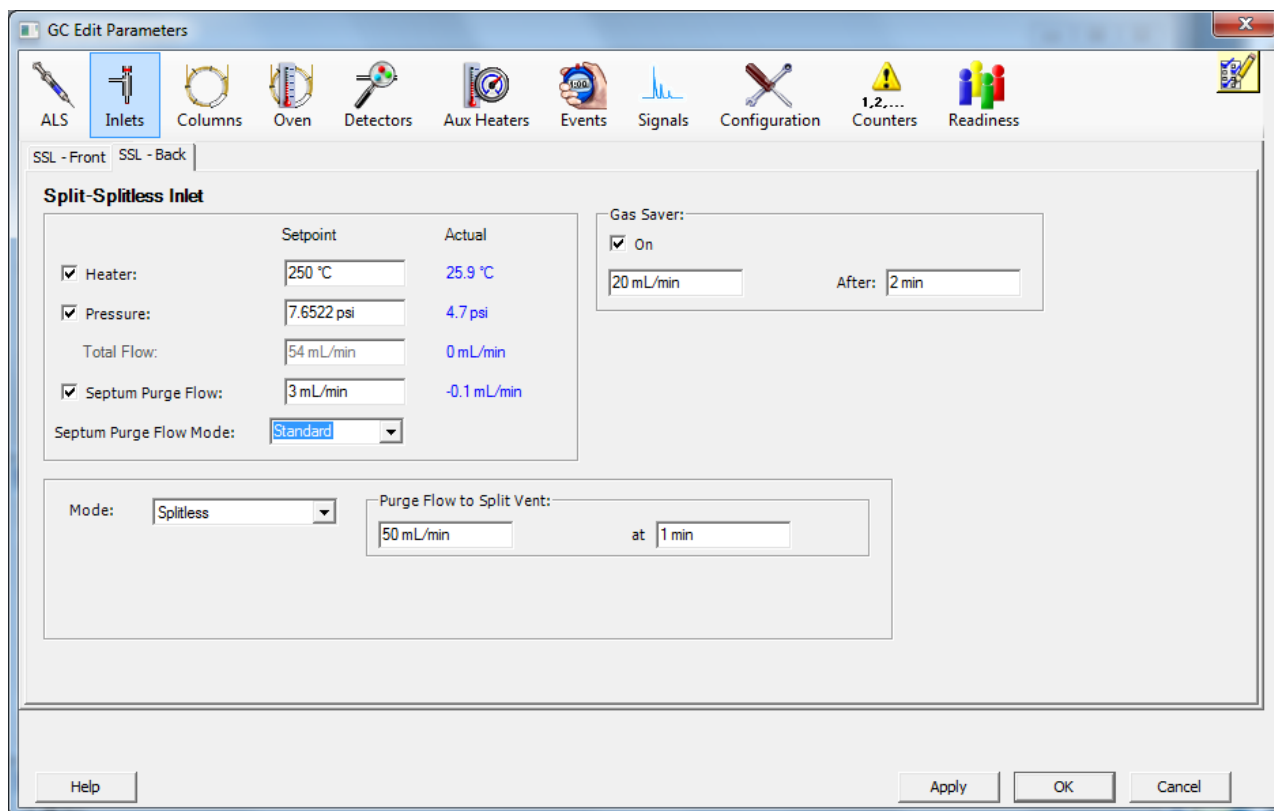 GC Edit Parameters
x
ALS Inlets Columns Oven Detectors Aux Heaters Events Signals Configuration Counters Readiness
1:00
1,2,...
SSL - Front SSL - Back
Split-Splitless Inlet
Setpoint Actual
Heater: 250 °C 25.9 °C
Pressure: 7.6522 psi 4.7 psi
Total Flow: 54 mL/min 0 mL/min
Septum Purge Flow: 3 mL/min -0.1 mL/min
Septum Purge Flow Mode: Standard
Gas Saver:
On
20 mL/min After: 2 min
Mode: Splitless
Purge Flow to Split Vent:
50 mL/min at 1 min
Help Apply OK Cancel